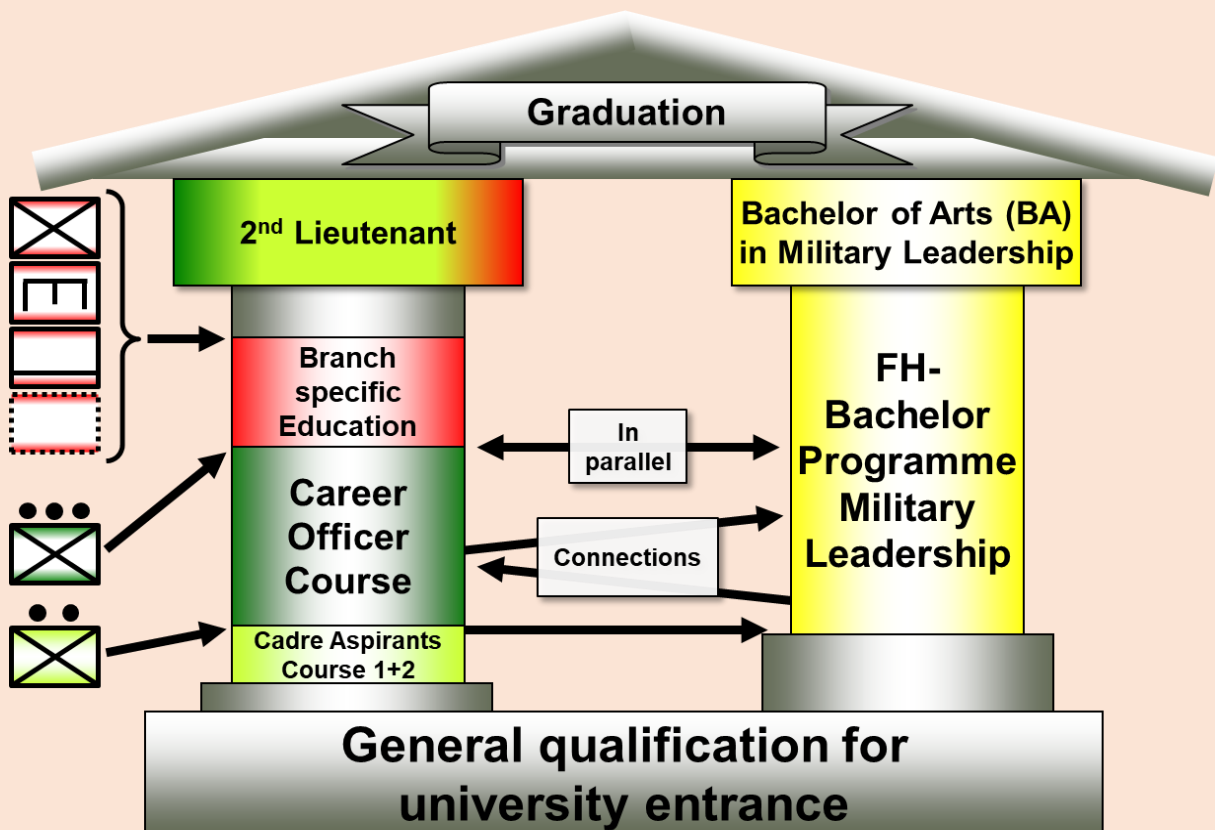 Graduation
2nd Lieutenant
Bachelor of Arts (BA)
in Military Leadership
Branch
specific
Education
FH-
Bachelor
Programme
Military
Leadership
In
parallel
Career
Officer
Course
Connections
Cadre Aspirants
Course 1+2
General qualification for
university entrance